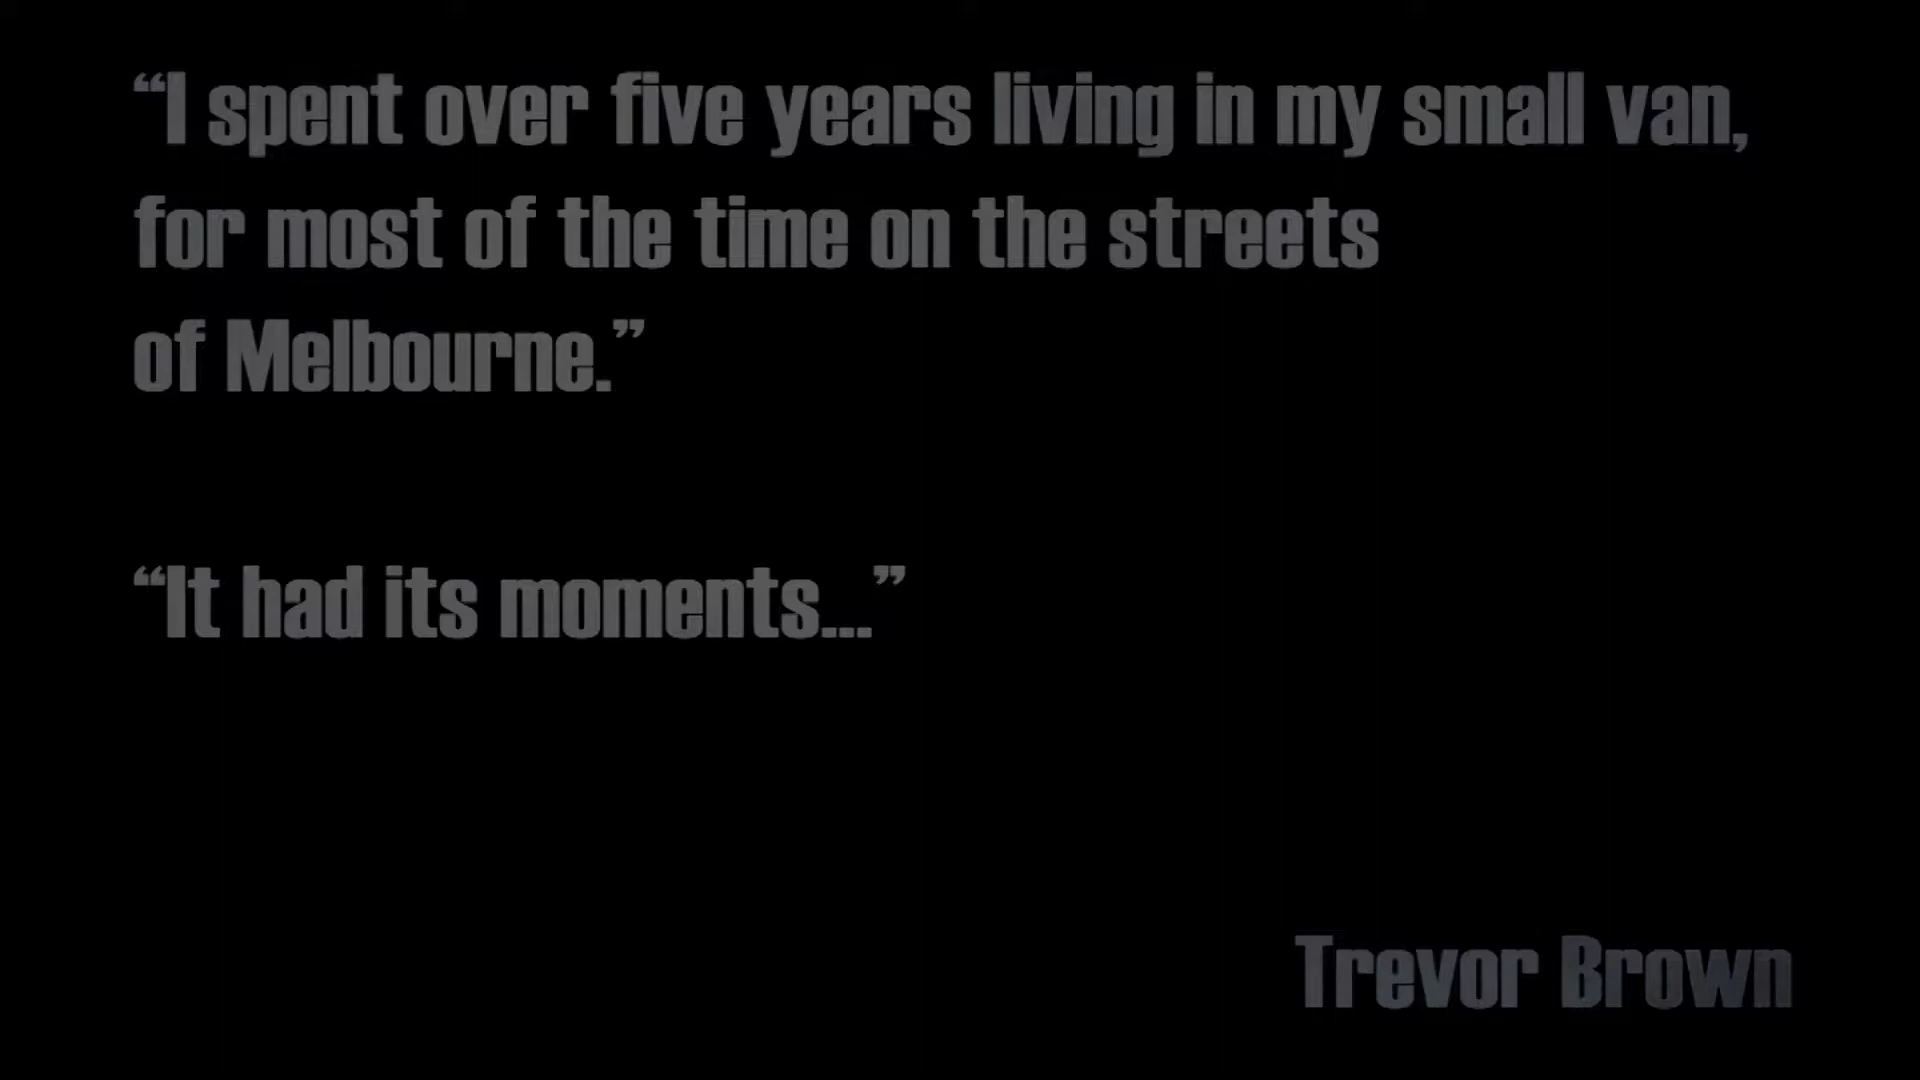 “I spent over five years living in my small van,
for most of the time on the streets
of Melbourne.”
“It had its moments...”
Trevor Brown